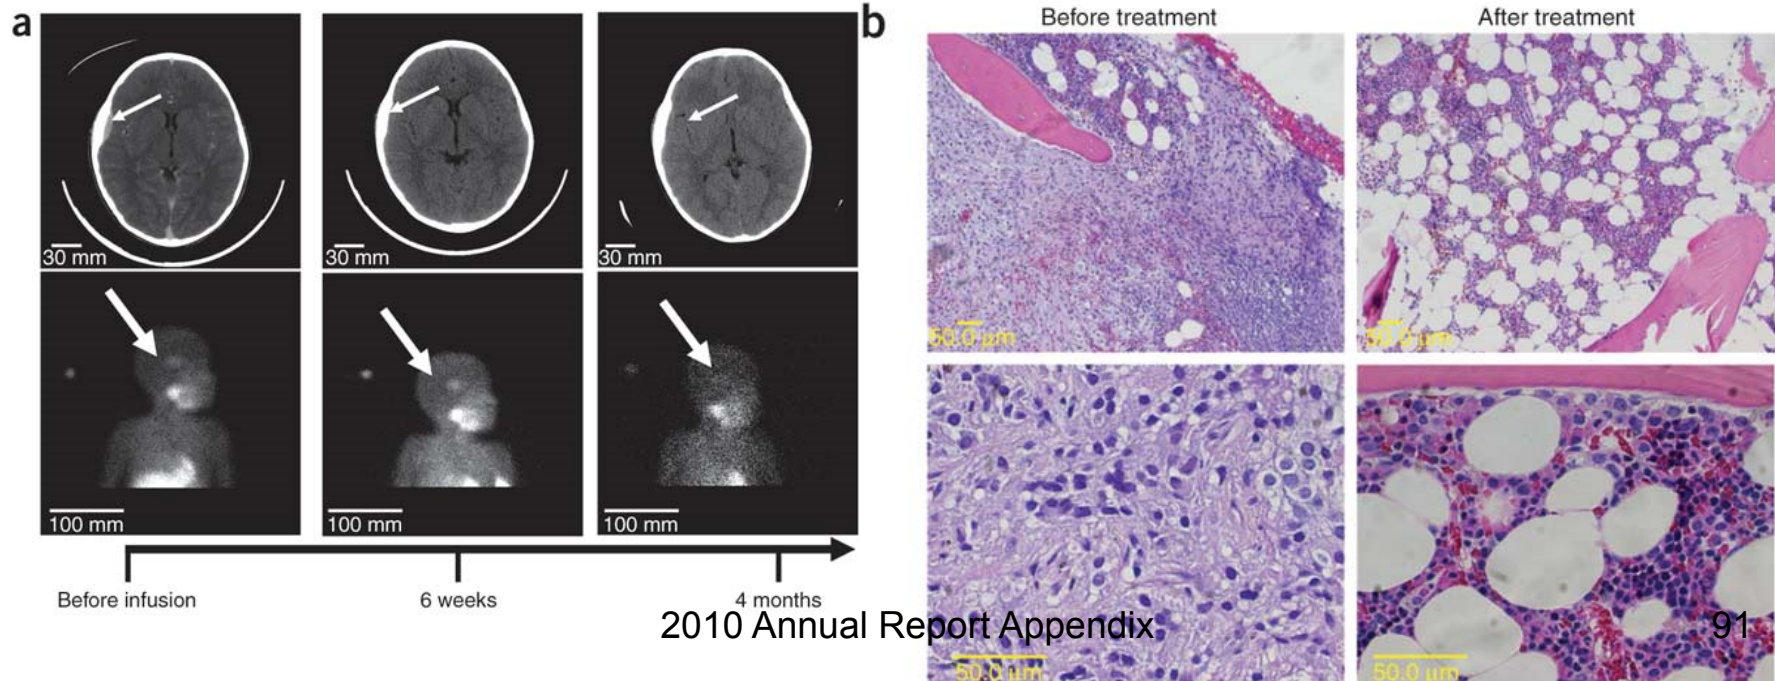 a
30 mm
30 mm
30 mm
100 mm
100 mm
100 mm
Before infusion
6 weeks
4 months
b
Before treatment
After treatment
50.0 µm
50.0 µm
50.0 µm
50.0 µm
2010 Annual Report Appendix
91